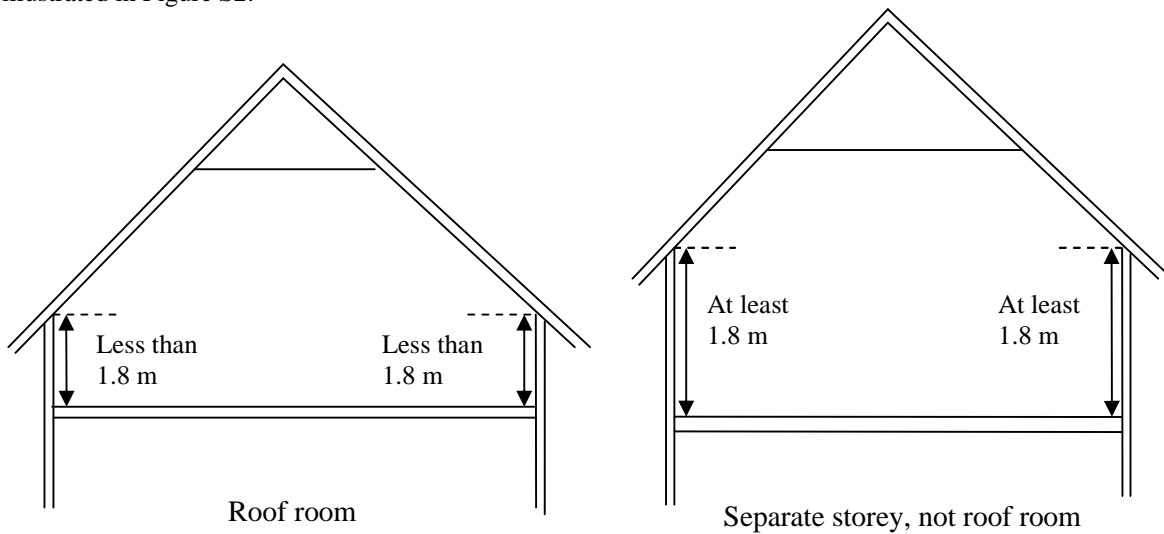 illustrated in Figure S2.
Less than
1.8 m
Less than
1.8 m
Roof room
At least
1.8 m
At least
1.8 m
Separate storey, not roof room